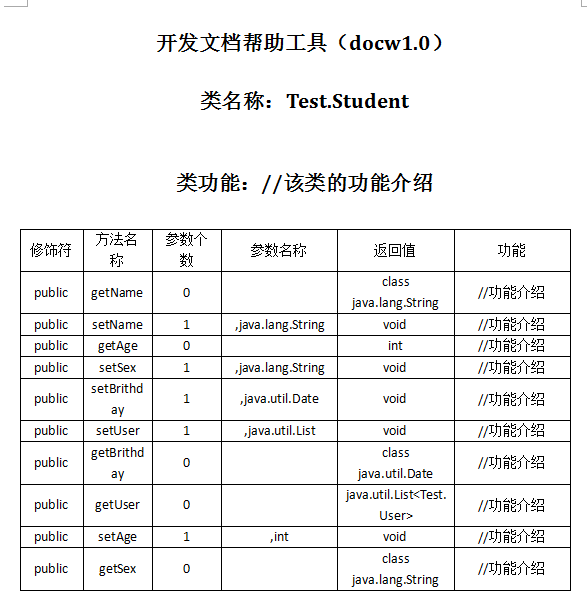 开发文档帮助工具（docw1.0）
类名称：Test.Student
类功能：//该类的功能介绍
修饰符 方法名称 参数个数 参数名称 返回值 功能
public getName 0 class java.lang.String //功能介绍
public setName 1 ,java.lang.String void //功能介绍
public getAge 0 int //功能介绍
public setSex 1 ,java.lang.String void //功能介绍
public setBrithday 1 ,java.util.Date void //功能介绍
public setUser 1 ,java.util.List void //功能介绍
public getBrithday 0 class java.util.Date //功能介绍
public getUser 0 java.util.List<Test.User> //功能介绍
public setAge 1 ,int void //功能介绍
public getSex 0 class java.lang.String //功能介绍